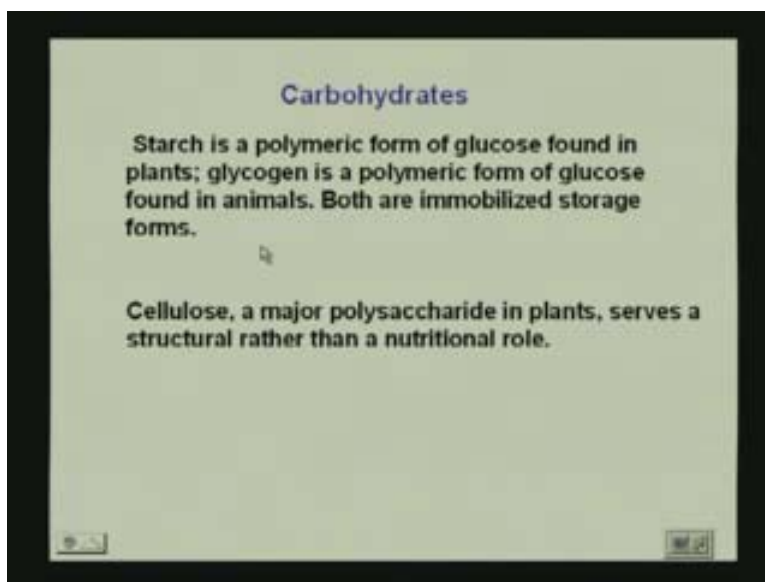 Carbohydrates
Starch is a polymeric form of glucose found in
plants; glycogen is a polymeric form of glucose
found in animals. Both are immobilized storage
forms.
Cellulose, a major polysaccharide in plants, serves a
structural rather than a nutritional role.